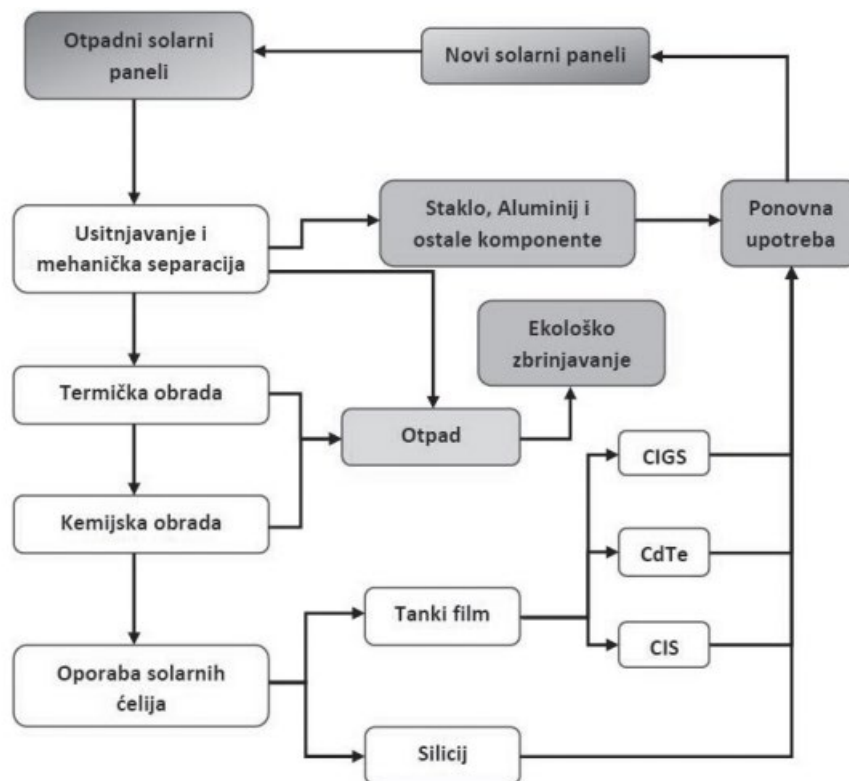 Otpadni solarni
paneli
Novi solarni paneli
Usitnjavanje i
mehanička separacija
Staklo, Aluminij i
ostale komponente
Ponovna
upotreba
Ekološko
zbrinjavanje
Termička obrada
Otpad
CIGS
Kemijska obrada
CdTe
Tanki film
CIS
Oporaba solarnih
ćelija
Silicij